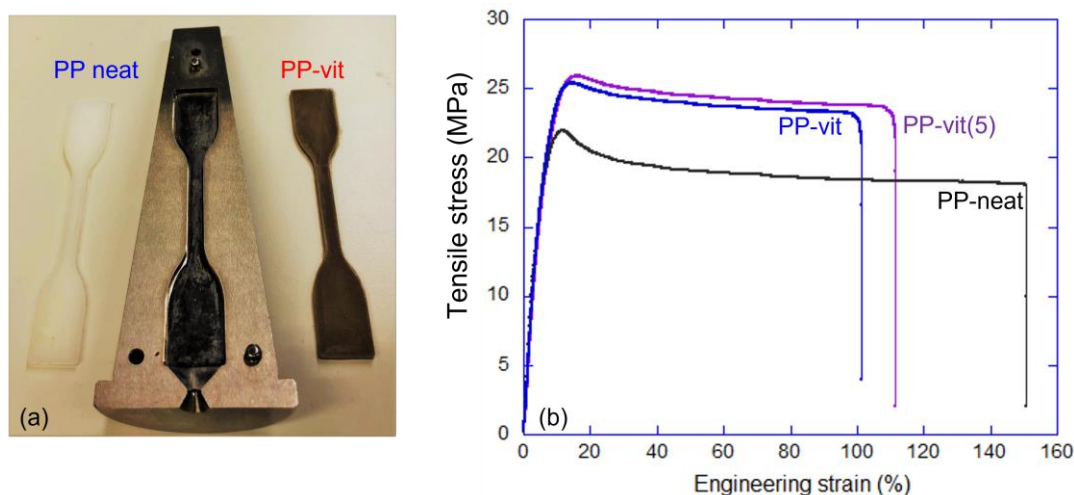 PP neat
PP-vit
(a)
Tensile stress (MPa)
30
25
20
15
10
5
0
PP-vit
PP-vit(5)
PP-neat
(b)
0 20 40 60 80 100 120 140 160
Engineering strain (%)